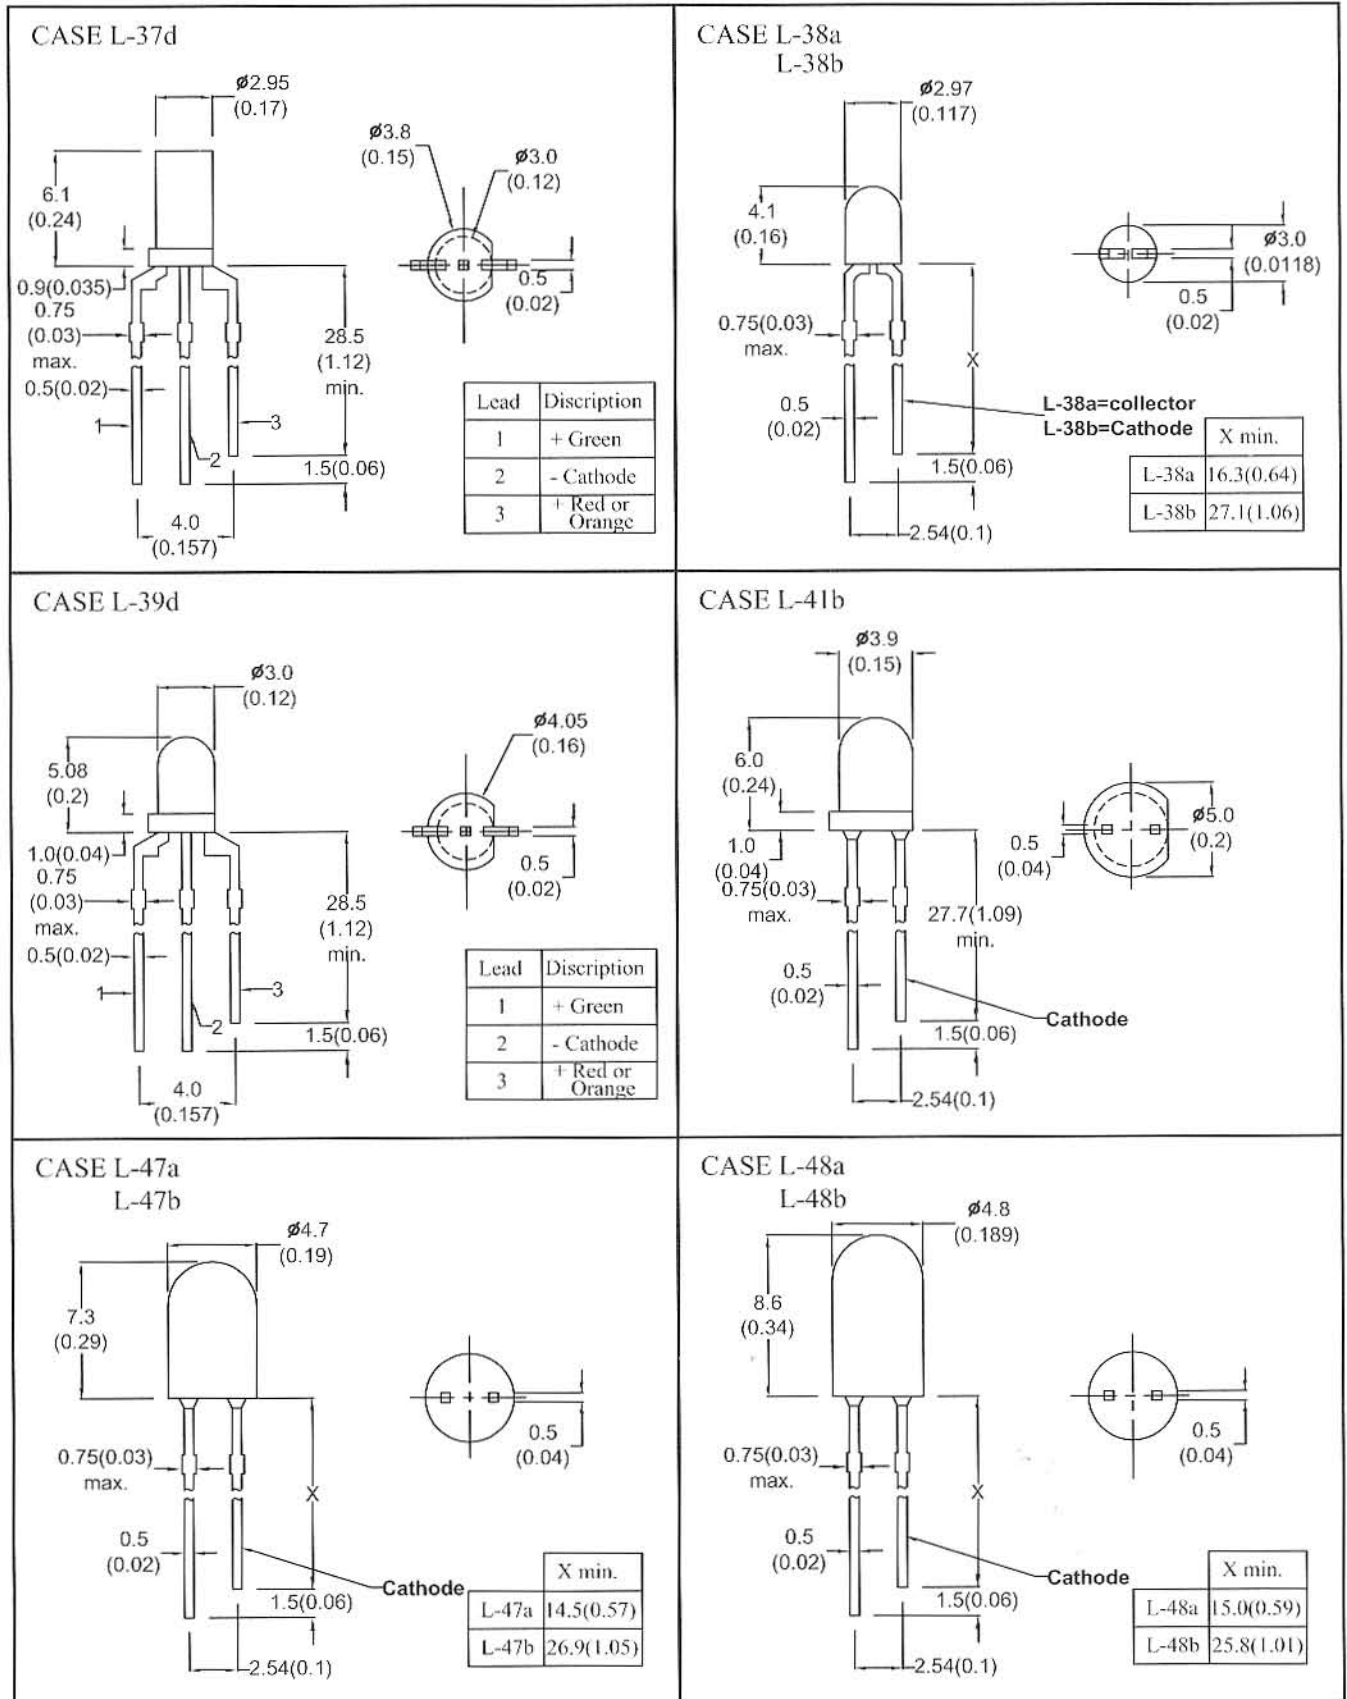 CASE L-37d
ø2.95
(0.17)
ø3.8
(0.15)
ø3.0
(0.12)
6.1
(0.24)
0.9(0.035)
0.75
(0.03)
max.
0.5(0.02)
28.5
(1.12)
min.
0.5
(0.02)
1
2
3
1.5(0.06)
4.0
(0.157)
Lead Discription
1 + Green
2 - Cathode
3 + Red or
Orange
CASE L-38a
L-38b
ø2.97
(0.117)
4.1
(0.16)
ø3.0
(0.0118)
0.5
(0.02)
0.75(0.03)
max.
X
0.5
(0.02)
L-38a=collector
L-38b=Cathode
1.5(0.06)
2.54(0.1)
X min.
L-38a 16.3(0.64)
L-38b 27.1(1.06)
CASE L-39d
ø3.0
(0.12)
ø4.05
(0.16)
5.08
(0.2)
1.0(0.04)
0.75
(0.03)
max.
0.5(0.02)
28.5
(1.12)
min.
0.5
(0.02)
1
2
3
1.5(0.06)
4.0
(0.157)
Lead Discription
1 + Green
2 - Cathode
3 + Red or
Orange
CASE L-41b
ø3.9
(0.15)
6.0
(0.24)
1.0
(0.04)
0.75(0.03)
max.
0.5
(0.04)
ø5.0
(0.2)
27.7(1.09)
min.
0.5
(0.02)
Cathode
1.5(0.06)
2.54(0.1)
CASE L-47a
L-47b
ø4.7
(0.19)
7.3
(0.29)
0.5
(0.04)
0.75(0.03)
max.
X
0.5
(0.02)
Cathode
1.5(0.06)
2.54(0.1)
X min.
L-47a 14.5(0.57)
L-47b 26.9(1.05)
CASE L-48a
L-48b
ø4.8
(0.189)
8.6
(0.34)
0.5
(0.04)
0.75(0.03)
max.
X
0.5
(0.02)
Cathode
1.5(0.06)
2.54(0.1)
X min.
L-48a 15.0(0.59)
L-48b 25.8(1.01)